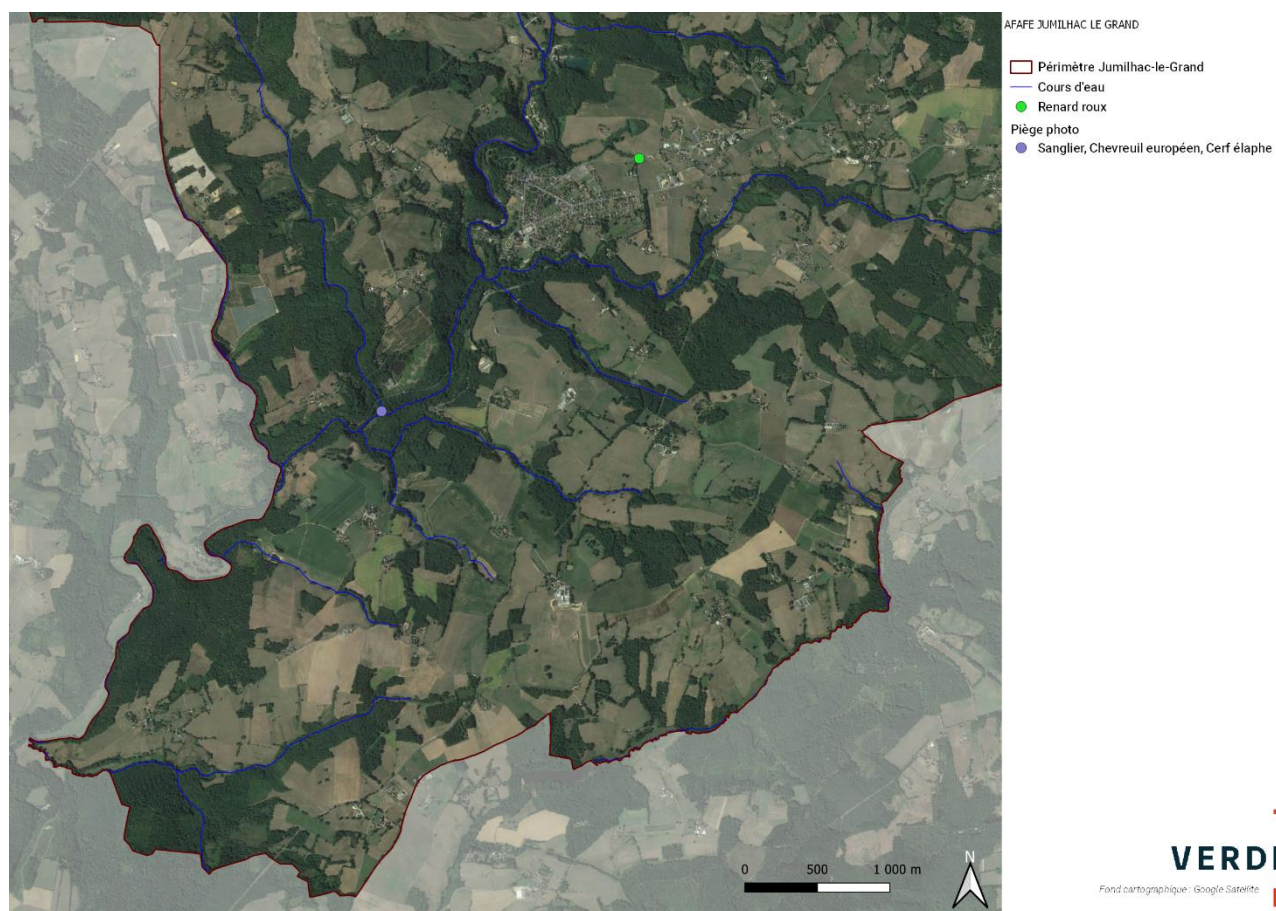 AFAFE JUMILHAC LE GRAND
Périmètre Jumilhac-le-Grand
Cours d'eau
Renard roux
Piège photo
Sanglier, Chevreuil européen, Cerf élaphe
0 500 1 000 m
N
VERDI
Fond cartographique : Google Satellite